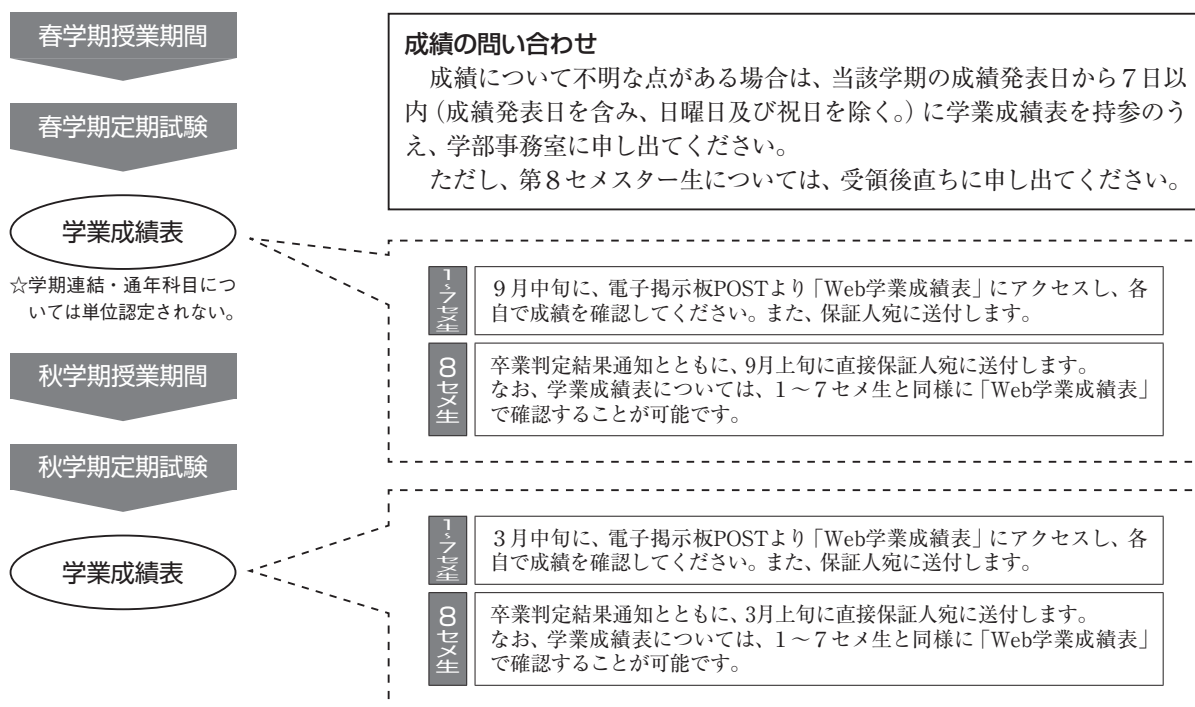 春学期授業期間
春学期定期試験
学業成績表
☆学期連結・通年科目につ
いては単位認定されない。
秋学期授業期間
秋学期定期試験
学業成績表
成績の問い合わせ
成績について不明な点がある場合は、当該学期の成績発表日から7日以
内(成績発表日を含み、日曜日及び祝日を除く。)に学業成績表を持参のう
え、学部事務室に申し出てください。
ただし、第8セメスター生については、受領後直ちに申し出てください。
1~7セメ生
9月中旬に、電子掲示板POSTより「Web学業成績表」にアクセスし、各
自で成績を確認してください。また、保証人宛に送付します。
8セメ生
卒業判定結果通知とともに、9月上旬に直接保証人宛に送付します。
なお、学業成績表については、1~7セメ生と同様に「Web学業成績表」
で確認することが可能です。
1~7セメ生
3月中旬に、電子掲示板POSTより「Web学業成績表」にアクセスし、各
自で成績を確認してください。また、保証人宛に送付します。
8セメ生
卒業判定結果通知とともに、3月上旬に直接保証人宛に送付します。
なお、学業成績表については、1~7セメ生と同様に「Web学業成績表」
で確認することが可能です。